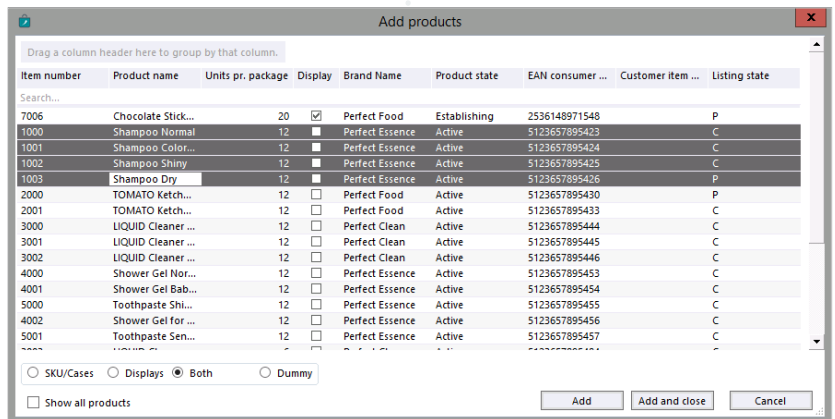 Add products
x
Drag a column header here to group by that column.
Item number Product name Units pr. package Display Brand Name Product state EAN consumer ... Customer item ... Listing state
Search...
7006 Chocolate Stick... 20 Perfect Food Establishing 2536148971548 P
1000 Shampoo Normal 12 Perfect Essence Active 5123657895423 C
1001 Shampoo Color... 12 Perfect Essence Active 5123657895424 C
1002 Shampoo Shiny 12 Perfect Essence Active 5123657895425 C
1003 Shampoo Dry 12 Perfect Essence Active 5123657895426 P
2000 TOMATO Ketch... 12 Perfect Food Active 5123657895430 P
2001 TOMATO Ketch... 12 Perfect Food Active 5123657895433 C
3000 LIQUID Cleaner ... 12 Perfect Clean Active 5123657895444 C
3001 LIQUID Cleaner ... 12 Perfect Clean Active 5123657895445 C
3002 LIQUID Cleaner ... 12 Perfect Clean Active 5123657895446 C
4000 Shower Gel Nor... 12 Perfect Essence Active 5123657895453 C
4001 Shower Gel Bab... 12 Perfect Essence Active 5123657895454 C
5000 Toothpaste Shi... 12 Perfect Essence Active 5123657895455 C
4002 Shower Gel for ... 12 Perfect Essence Active 5123657895456 C
5001 Toothpaste Sen... 12 Perfect Essence Active 5123657895457 C
SKU/Cases Displays Both Dummy
Show all products Add Add and close Cancel